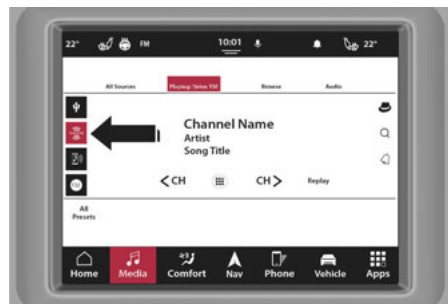 22° FM 10:01 22°
All Sources Playing: Sirius XM Browse Audio
Channel Name
Artist
Song Title
FM
<CH CH> Replay
All
Presets
Home Media Comfort Nav Phone Vehicle Apps